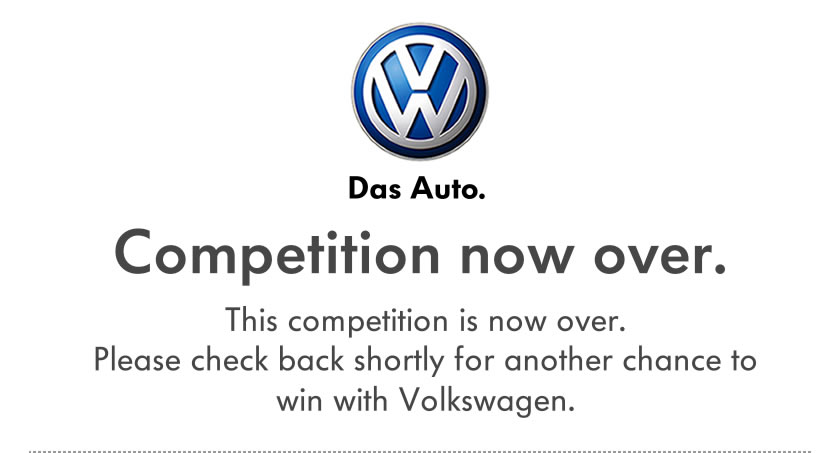 Das Auto.
Competition now over.
This competition is now over.
Please check back shortly for another chance to
win with Volkswagen.